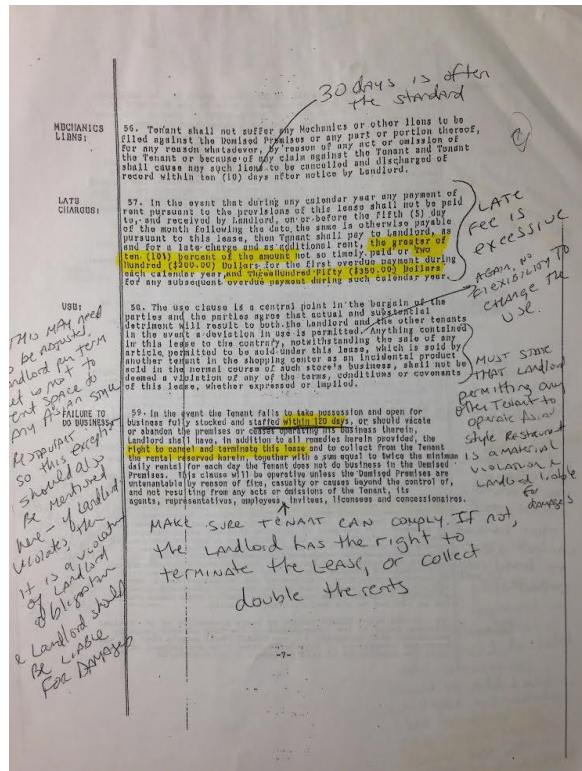 30 days is often
the standard
MECHANICS
LIENS:
56. Tenant shall not suffer any Mechanics or other liens to be
filed against the Demised Premises or any part or portion thereof,
for any reason whatsoever, by reason of any act or omission of
the Tenant or because of any claim against the Tenant and Tenant
shall cause any such liens to be cancelled and discharged of
record within ten (10) days after notice by Landlord.
LATE
CHARGES:
57. In the event that during any calendar year any payment of
rent pursuant to the provisions of this lease shall not be paid
to, and received by Landlord, on or before the fifth (5) day
of the month following the date the same is otherwise payable
pursuant to this lease, then Tenant shall pay to Landlord, as
and for a late charge and as additional rent, the greater of
ten (10%) percent of the amount not so timely paid or Two
Hundred ($200.00) Dollars for the first overdue payment during
each calendar year, and Three Hundred Fifty ($350.00) Dollars
for any subsequent overdue payment during such calendar year.
LATE
FEE IS
EXCESSIVE
AGAIN, NO
FLEXIBILITY TO
CHANGE THE
USE.
USE:
58. The use clause is a central point in the bargain of the
parties and the parties agree that actual and substantial
detriment will result to both the Landlord and the other tenants
in the event a deviation in use is permitted. Anything contained
in this lease to the contrary, notwithstanding the sale of any
article permitted to be sold under this lease, which is sold by
another tenant in the shopping center as an incidental product
sold in the normal course of such store's business, shall not be
deemed a violation of any of the terms, conditions or covenants
of this lease, whether expressed or implied.
MUST STATE
THAT Landlord
permitting any
other Tenant to
operate Asian
Style Restaurant
is a material
violation &
Landlord liable
for
damages
THIS MAY NEED
be adjusted.
Landlord per term
not to
rent space to
Any Asian Style
Restaurant
so this exception
should also
Be mentioned
here if Landlord
violates, then
it is a violation
of Landlord
obligation
& Landlord should
BE LIABLE
FOR DAMAGES
FAILURE TO
DO BUSINESS:
59. In the event the Tenant fails to take possession and open for
business fully stocked and staffed within 120 days, or should vacate
or abandon the premises or ceases operating his business therein,
Landlord shall have, in addition to all remedies herein provided, the
right to cancel and terminate this lease and to collect from the Tenant
the rental reserved herein, together with a sum equal to twice the minimum
daily rental for each day the Tenant does not do business in the Demised
Premises. This clause will be operative unless the Demised Premises are
untenantable by reason of fire, casualty or causes beyond the control of,
and not resulting from any acts or omissions of the Tenant, its
agents, representatives, employees, invitees, licensees and concessionaires.
MAKE SURE TENANT CAN COMPLY. If not,
the Landlord has the right to
terminate the Lease, or collect
double the rents
-7-